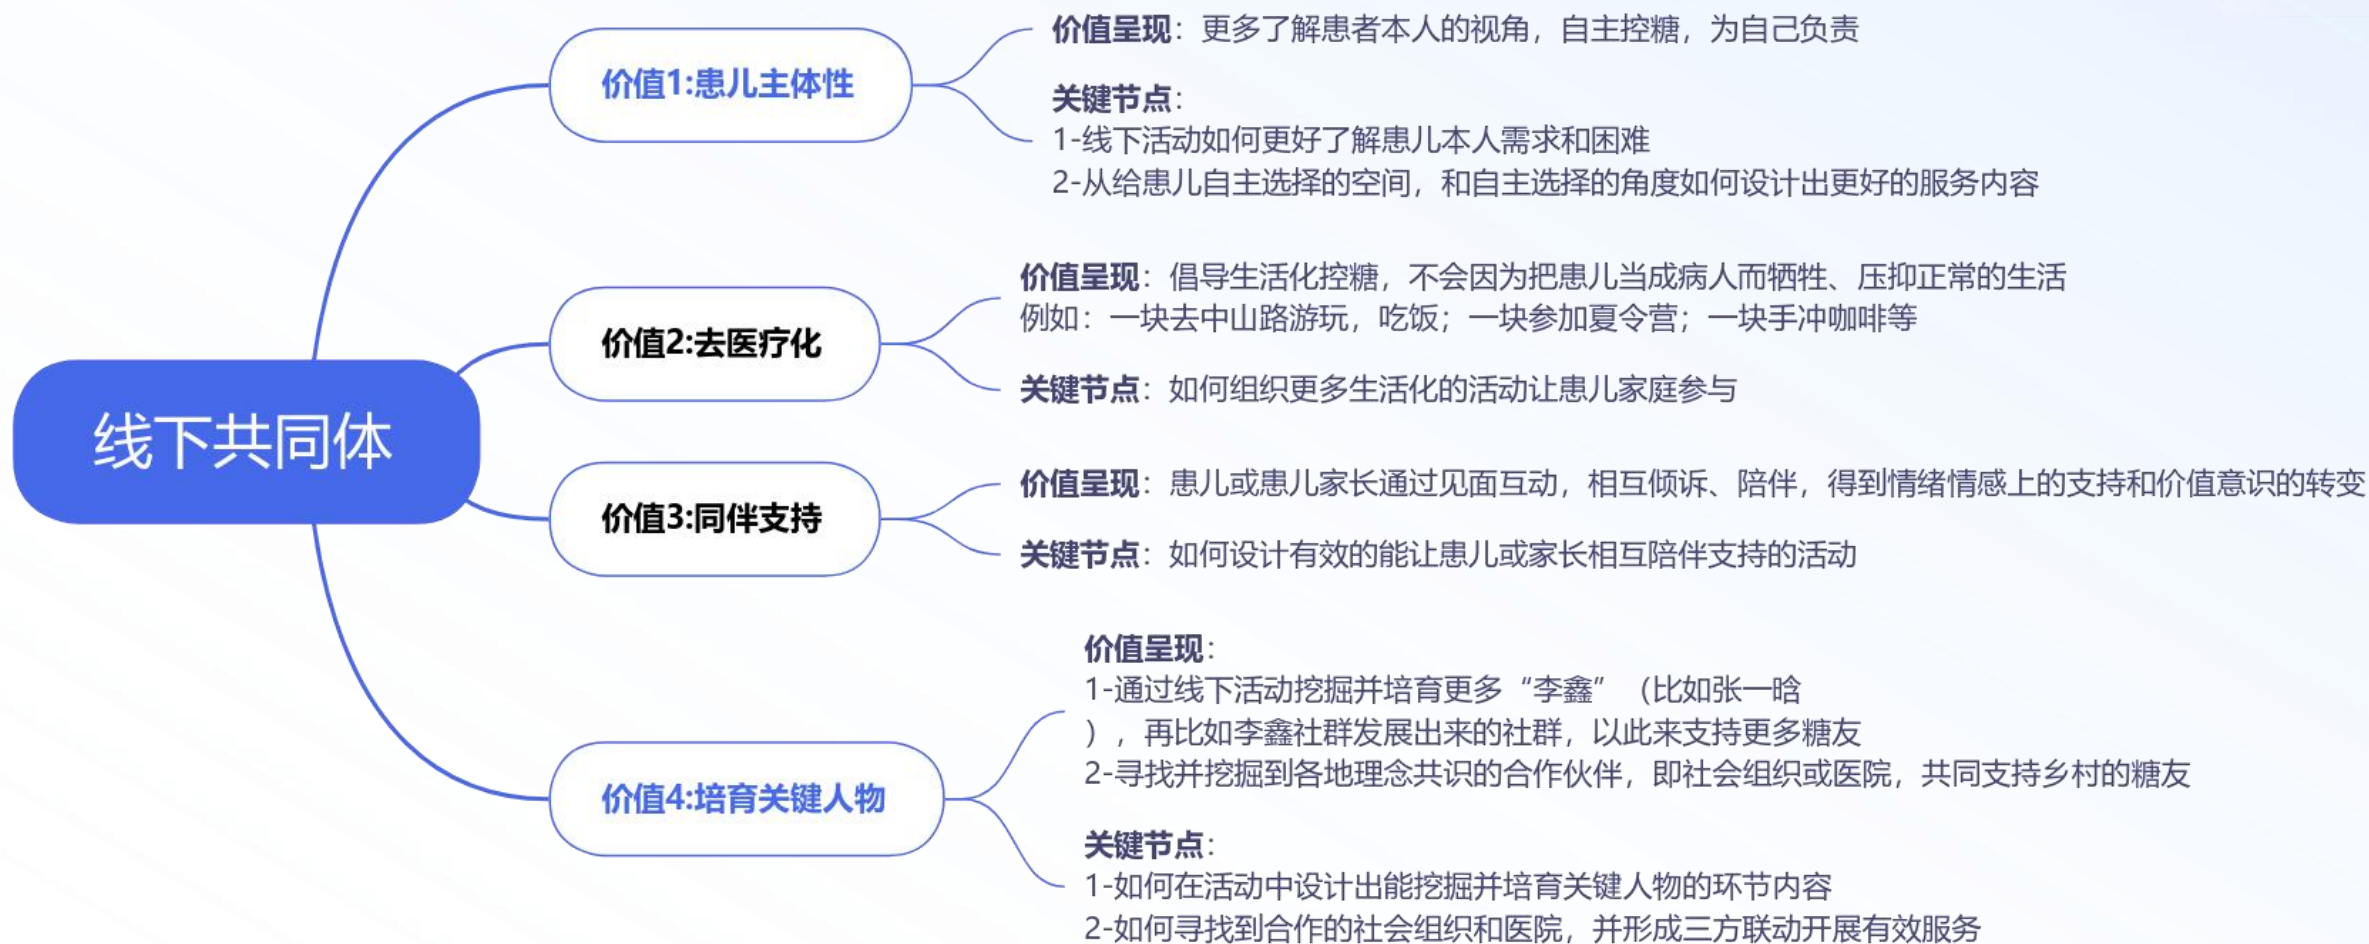 线下共同体
价值1:患儿主体性
价值呈现：更多了解患者本人的视角，自主控糖，为自己负责
关键节点：
1-线下活动如何更好了解患儿本人需求和困难
2-从给患儿自主选择的空间，和自主选择的角度如何设计出更好的服务内容
价值2:去医疗化
价值呈现：倡导生活化控糖，不会因为把患儿当成病人而牺牲、压抑正常的生活
例如：一块去中山路游玩，吃饭；一块参加夏令营；一块手冲咖啡等
关键节点：如何组织更多生活化的活动让患儿家庭参与
价值3:同伴支持
价值呈现：患儿或患儿家长通过见面互动，相互倾诉、陪伴，得到情绪情感上的支持和价值意识的转变
关键节点：如何设计有效的能让患儿或家长相互陪伴支持的活动
价值4:培育关键人物
价值呈现：
1-通过线下活动挖掘并培育更多“李鑫”（比如张一晗
），再比如李鑫社群发展出来的社群，以此来支持更多糖友
2-寻找并挖掘到各地理念共识的合作伙伴，即社会组织或医院，共同支持乡村的糖友
关键节点：
1-如何在活动中设计出能挖掘并培育关键人物的环节内容
2-如何寻找到合作的社会组织和医院，并形成三方联动开展有效服务